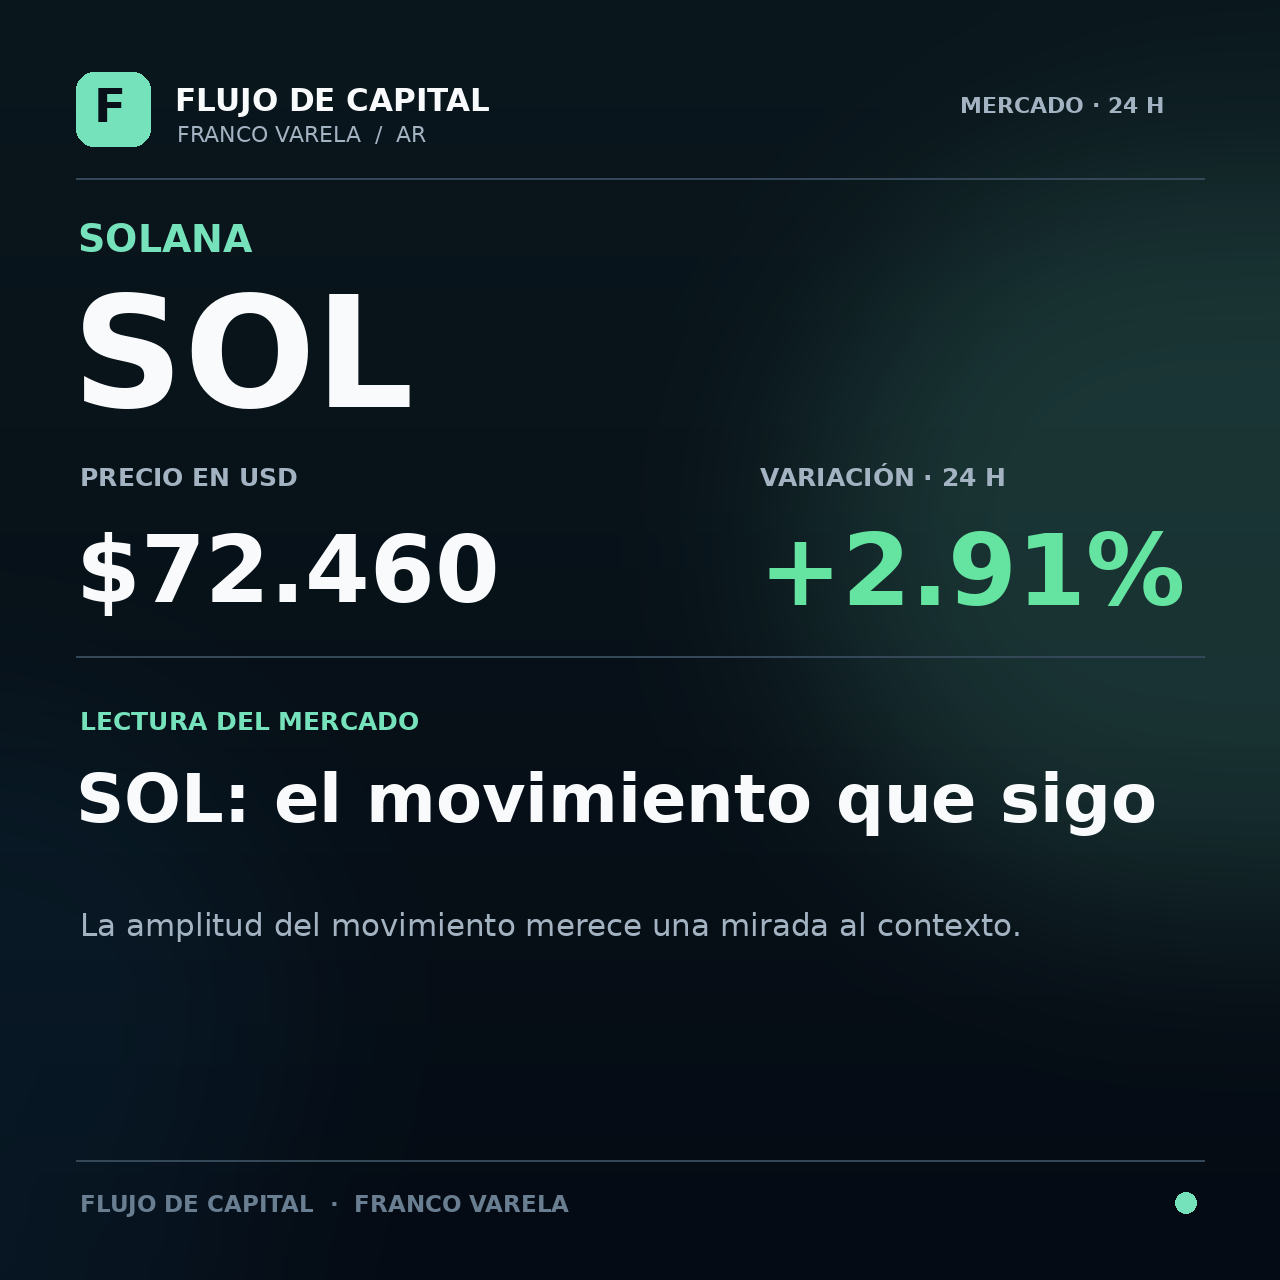 F
FLUJO DE CAPITAL
FRANCO VARELA / AR
MERCADO · 24 H
SOLANA
SOL
PRECIO EN USD
VARIACIÓN · 24 H
$72.460
+2.91%
LECTURA DEL MERCADO
SOL: el movimiento que sigo
La amplitud del movimiento merece una mirada al contexto.
FLUJO DE CAPITAL · FRANCO VARELA